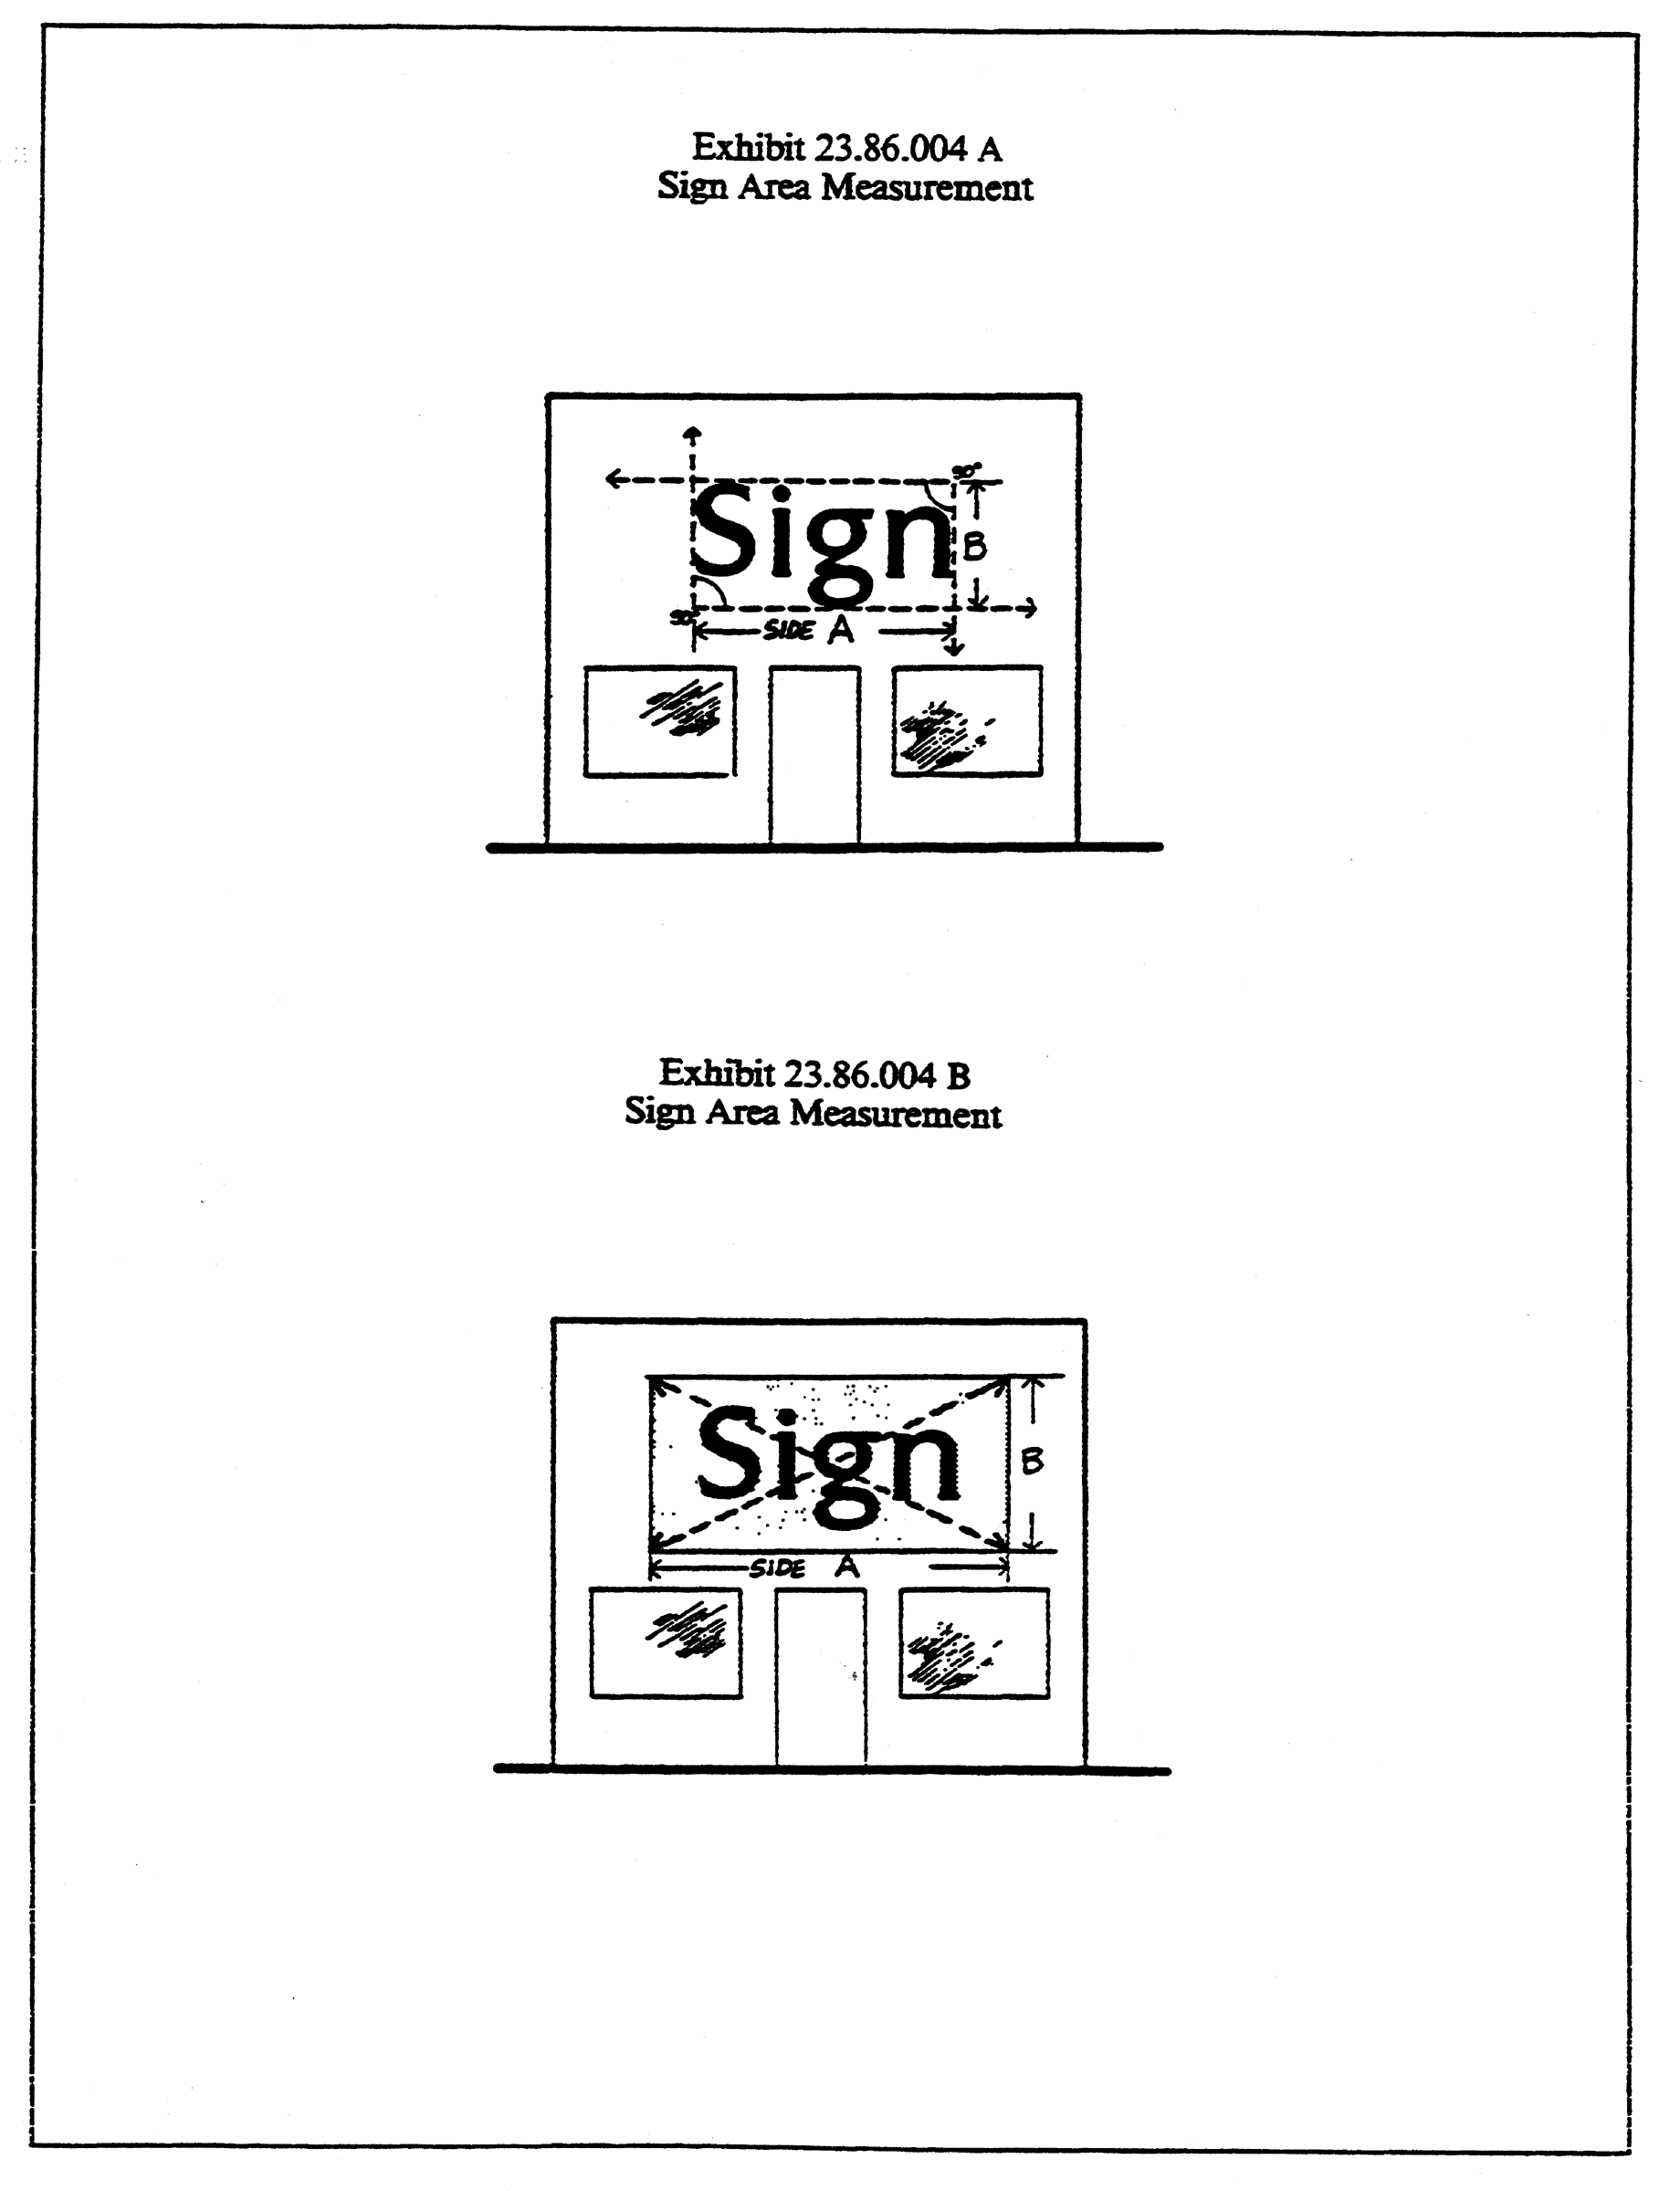 Exhibit 23.86.004 A
Sign Area Measurement
90°
Sign
B
90°
SIDE A
Exhibit 23.86.004 B
Sign Area Measurement
Sign
B
SIDE A